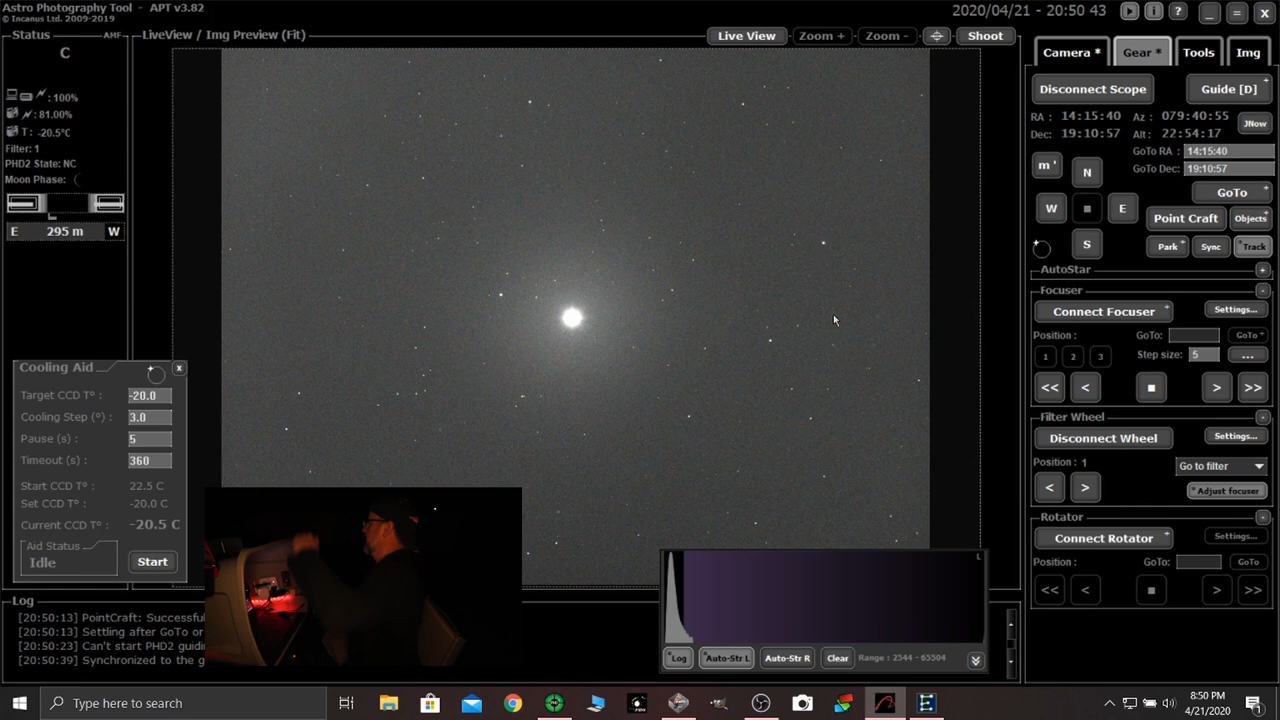 Astro Photography Tool - APT v3.82
© Incanus Ltd. 2009-2019
2020/04/21 - 20:50 43
i
?
_
=
X
Status
AMF
C
: 100%
: 81.00%
T : -20.5°C
Filter: 1
PHD2 State: NC
Moon Phase:
E 295 m W
LiveView / Img Preview (Fit)
Live View
Zoom +
Zoom -
Shoot
Camera *
Gear *
Tools
Img
Disconnect Scope
Guide [D]
RA : 14:15:40 Az : 079:40:55
Dec: 19:10:57 Alt : 22:54:17
JNow
GoTo RA : 14:15:40
GoTo Dec: 19:10:57
m '
N
W
E
S
GoTo
Point Craft
Objects
Park
Sync
Track
AutoStar
Focuser
Connect Focuser
Settings...
Position :
GoTo:
GoTo
1 2 3
Step size: 5
...
<< < ■ > >>
Filter Wheel
Disconnect Wheel
Settings...
Position : 1
Go to filter
< >
Adjust focuser
Rotator
Connect Rotator
Settings...
Position :
GoTo:
GoTo
<< < ■ > >>
Cooling Aid
x
Target CCD T° : -20.0
Cooling Step (°) : 3.0
Pause (s) : 5
Timeout (s) : 360
Start CCD T° : 22.5 C
Set CCD T° : -20.0 C
Current CCD T° : -20.5 C
Aid Status
Idle
Start
Log
[20:50:13] PointCraft: Successful
[20:50:13] Settling after GoTo or
[20:50:23] Can't start PHD2 guidi
[20:50:39] Synchronized to the g
L
Log
Auto-Str L
Auto-Str R
Clear
Range : 2544 - 65504
Type here to search
8:50 PM
4/21/2020
1